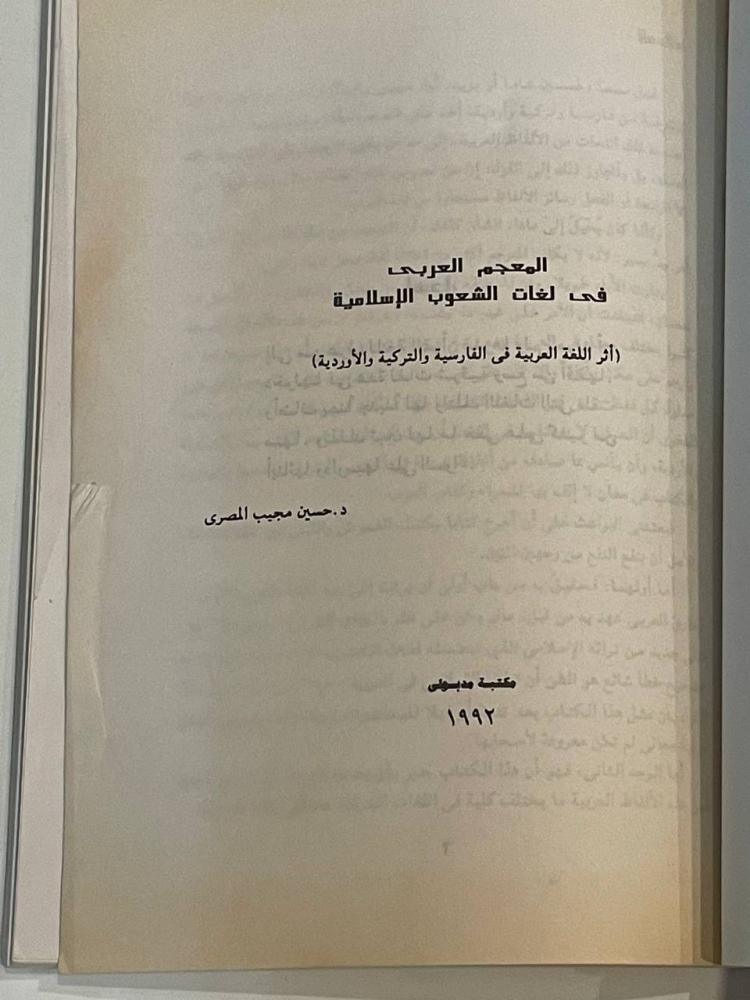 المعجم العربى
فى لغات الشعوب الإسلامية
(أثر اللغة العربية فى الفارسية والتركية والأوردية)
د.حسين مجيب المصرى
مكتبة مدبولى
١٩٩٢